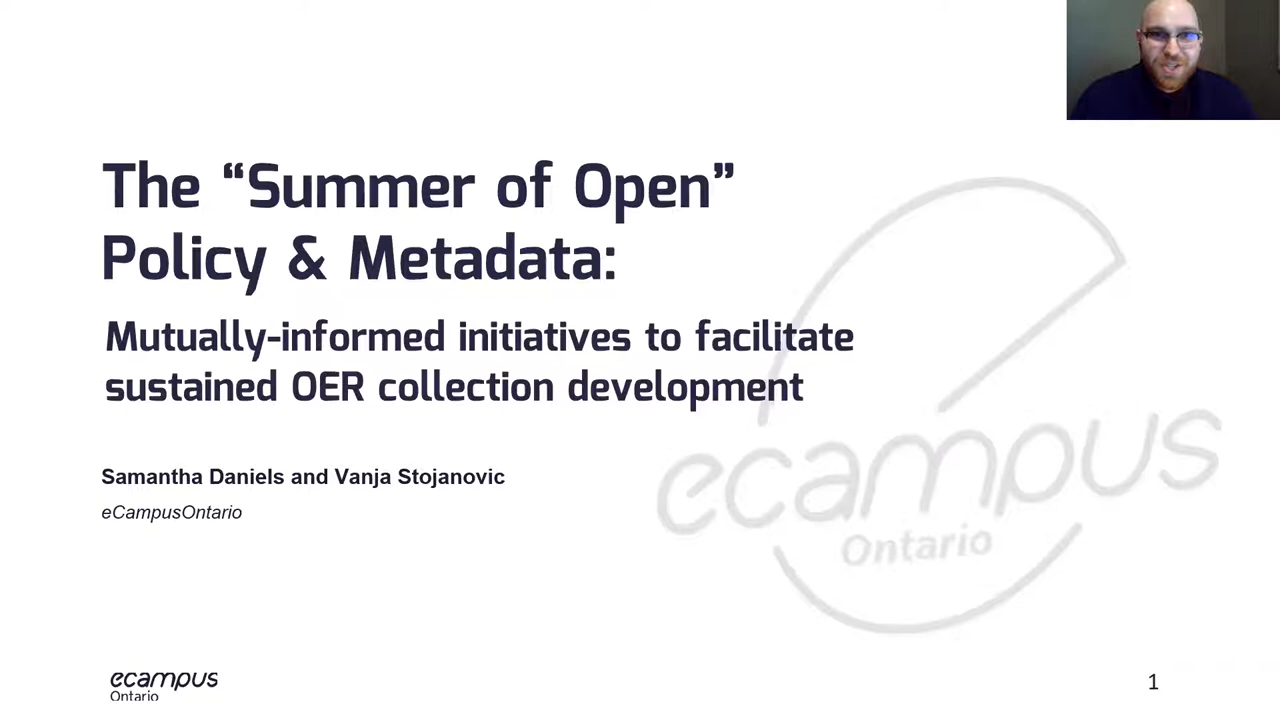 The “Summer of Open”
Policy & Metadata:
Mutually-informed initiatives to facilitate
sustained OER collection development
Samantha Daniels and Vanja Stojanovic
eCampusOntario
ecampus
Ontario
ecampus
Ontario
1